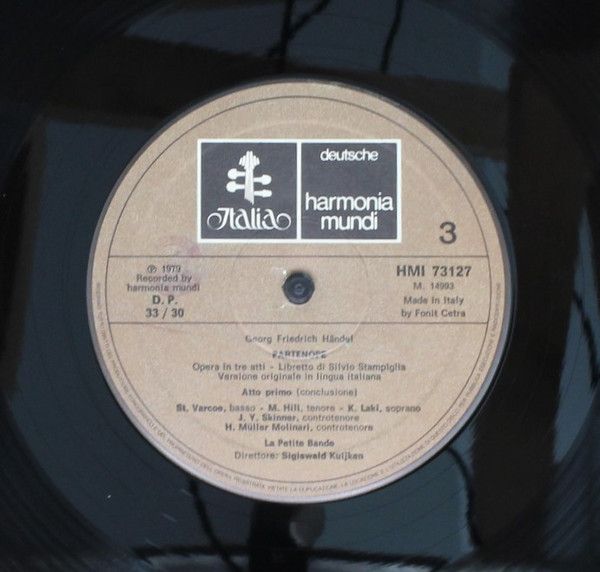 Italia
deutsche
harmonia
mundi
3
℗ 1979
Recorded by
harmonia mundi
D. P.
33 / 30
HMI 73127
M. 14993
Made in Italy
by Fonit Cetra
Georg Friedrich Händel
PARTENOPE
Opera in tre atti - Libretto di Silvio Stampiglia
Versione originale in lingua italiana
Atto primo (conclusione)
St. Varcoe, basso - M. Hill, tenore - K. Laki, soprano
J. Y. Skinner, controtenore
H. Müller Molinari, controtenore
La Petite Bande
Direttore: Sigiswald Kuijken